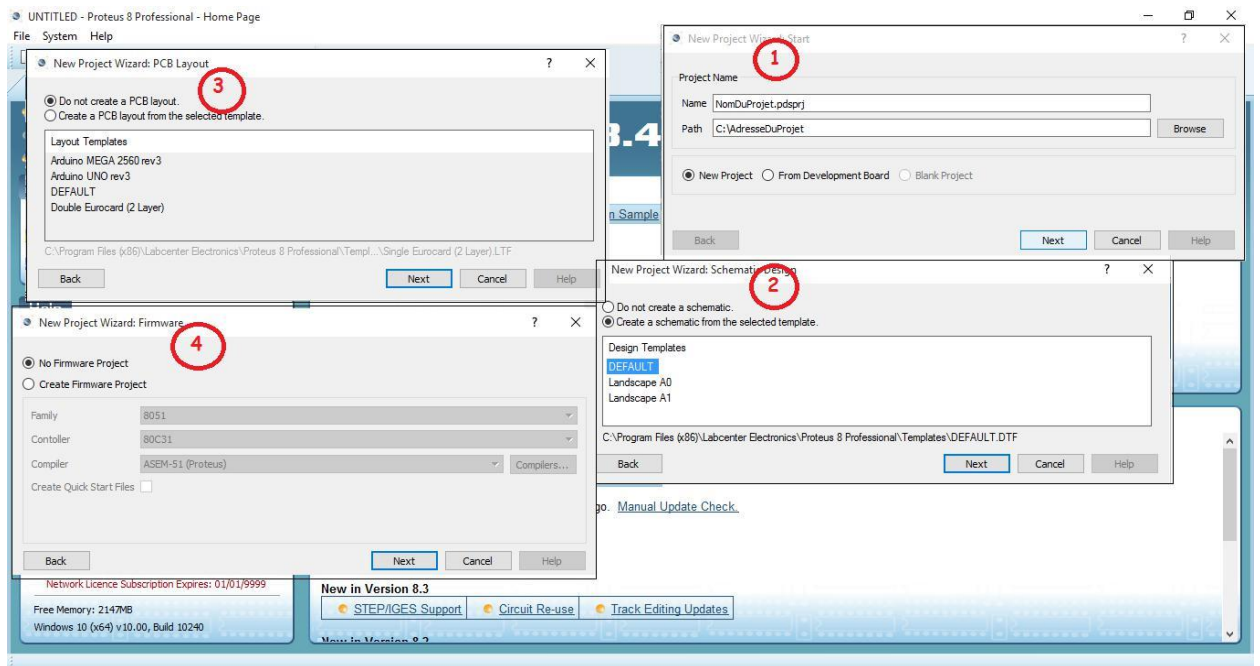 UNTITLED - Proteus 8 Professional - Home Page
File System Help
New Project Wizard: Start
1
Project Name
Name NomDuProjet.pdsprj
Path C:\AdresseDuProjet Browse
New Project From Development Board Blank Project
Back Next Cancel Help
New Project Wizard: Schematic Design
2
Do not create a schematic.
Create a schematic from the selected template.
Design Templates
DEFAULT
Landscape A0
Landscape A1
C:\Program Files (x86)\Labcenter Electronics\Proteus 8 Professional\Templates\DEFAULT.DTF
Back Next Cancel Help
New Project Wizard: PCB Layout
3
Do not create a PCB layout.
Create a PCB layout from the selected template.
Layout Templates
Arduino MEGA 2560 rev3
Arduino UNO rev3
DEFAULT
Double Eurocard (2 Layer)
C:\Program Files (x86)\Labcenter Electronics\Proteus 8 Professional\Templ...\Single Eurocard (2 Layer).LTF
Back Next Cancel Help
New Project Wizard: Firmware
4
No Firmware Project
Create Firmware Project
Family 8051
Contoller 80C31
Compiler ASEM-51 (Proteus) Compilers...
Create Quick Start Files
Back Next Cancel Help
3.4
n Sample
go. Manual Update Check.
Network Licence Subscription Expires: 01/01/9999
Free Memory: 2147MB
Windows 10 (x64) v10.00, Build 10240
New in Version 8.3
STEP/IGES Support Circuit Re-use Track Editing Updates
New in Version 8.2